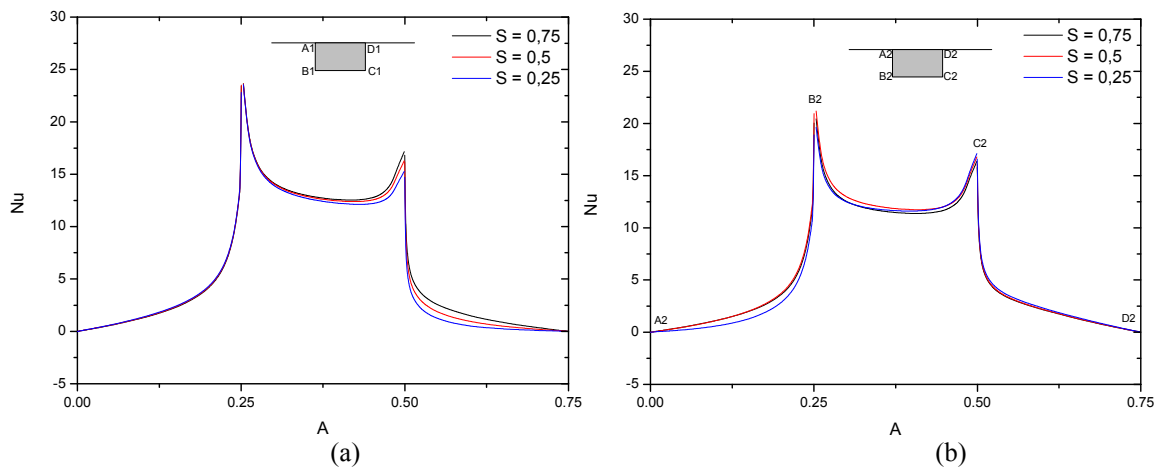 30
25
20
15
10
5
0
-5
Nu
0.00
0.25
0.50
0.75
A
A1
D1
B1
C1
S = 0,75
S = 0,5
S = 0,25
(a)
30
25
20
15
10
5
0
-5
Nu
0.00
0.25
0.50
0.75
A
A2
D2
B2
C2
S = 0,75
S = 0,5
S = 0,25
B2
C2
A2
D2
(b)